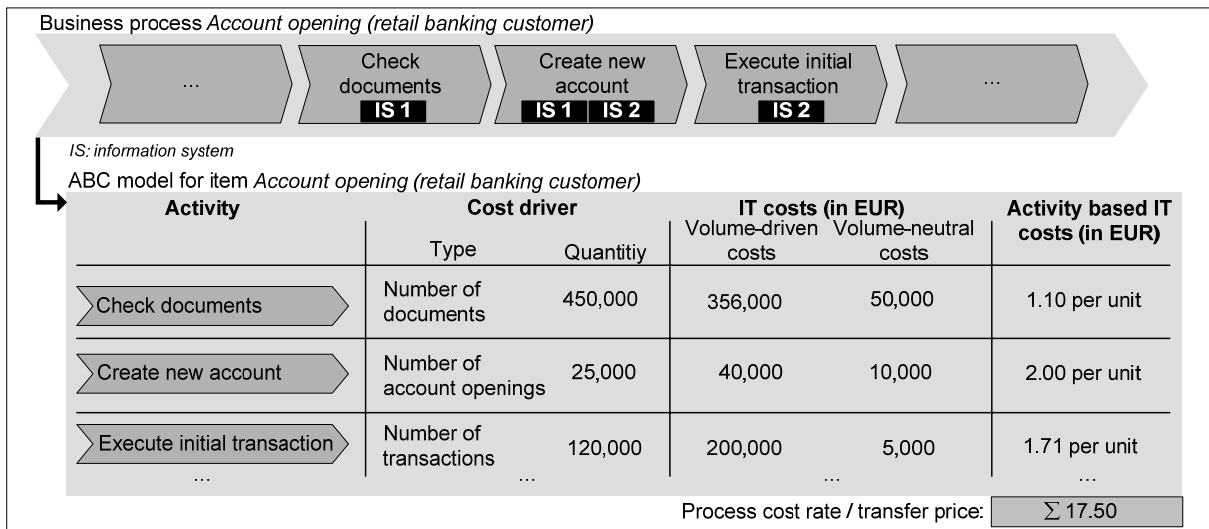 Business process Account opening (retail banking customer)
...
Check
documents
IS 1
Create new
account
IS 1 IS 2
Execute initial
transaction
IS 2
...
IS: information system
ABC model for item Account opening (retail banking customer)
Activity
Cost driver
IT costs (in EUR)
Activity based IT
costs (in EUR)
Type
Quantitiy
Volume-driven
costs
Volume-neutral
costs
Check documents
Number of
documents
450,000
356,000
50,000
1.10 per unit
Create new account
Number of
account openings
25,000
40,000
10,000
2.00 per unit
Execute initial transaction
Number of
transactions
120,000
200,000
5,000
1.71 per unit
...
...
...
...
Process cost rate / transfer price:
∑ 17.50